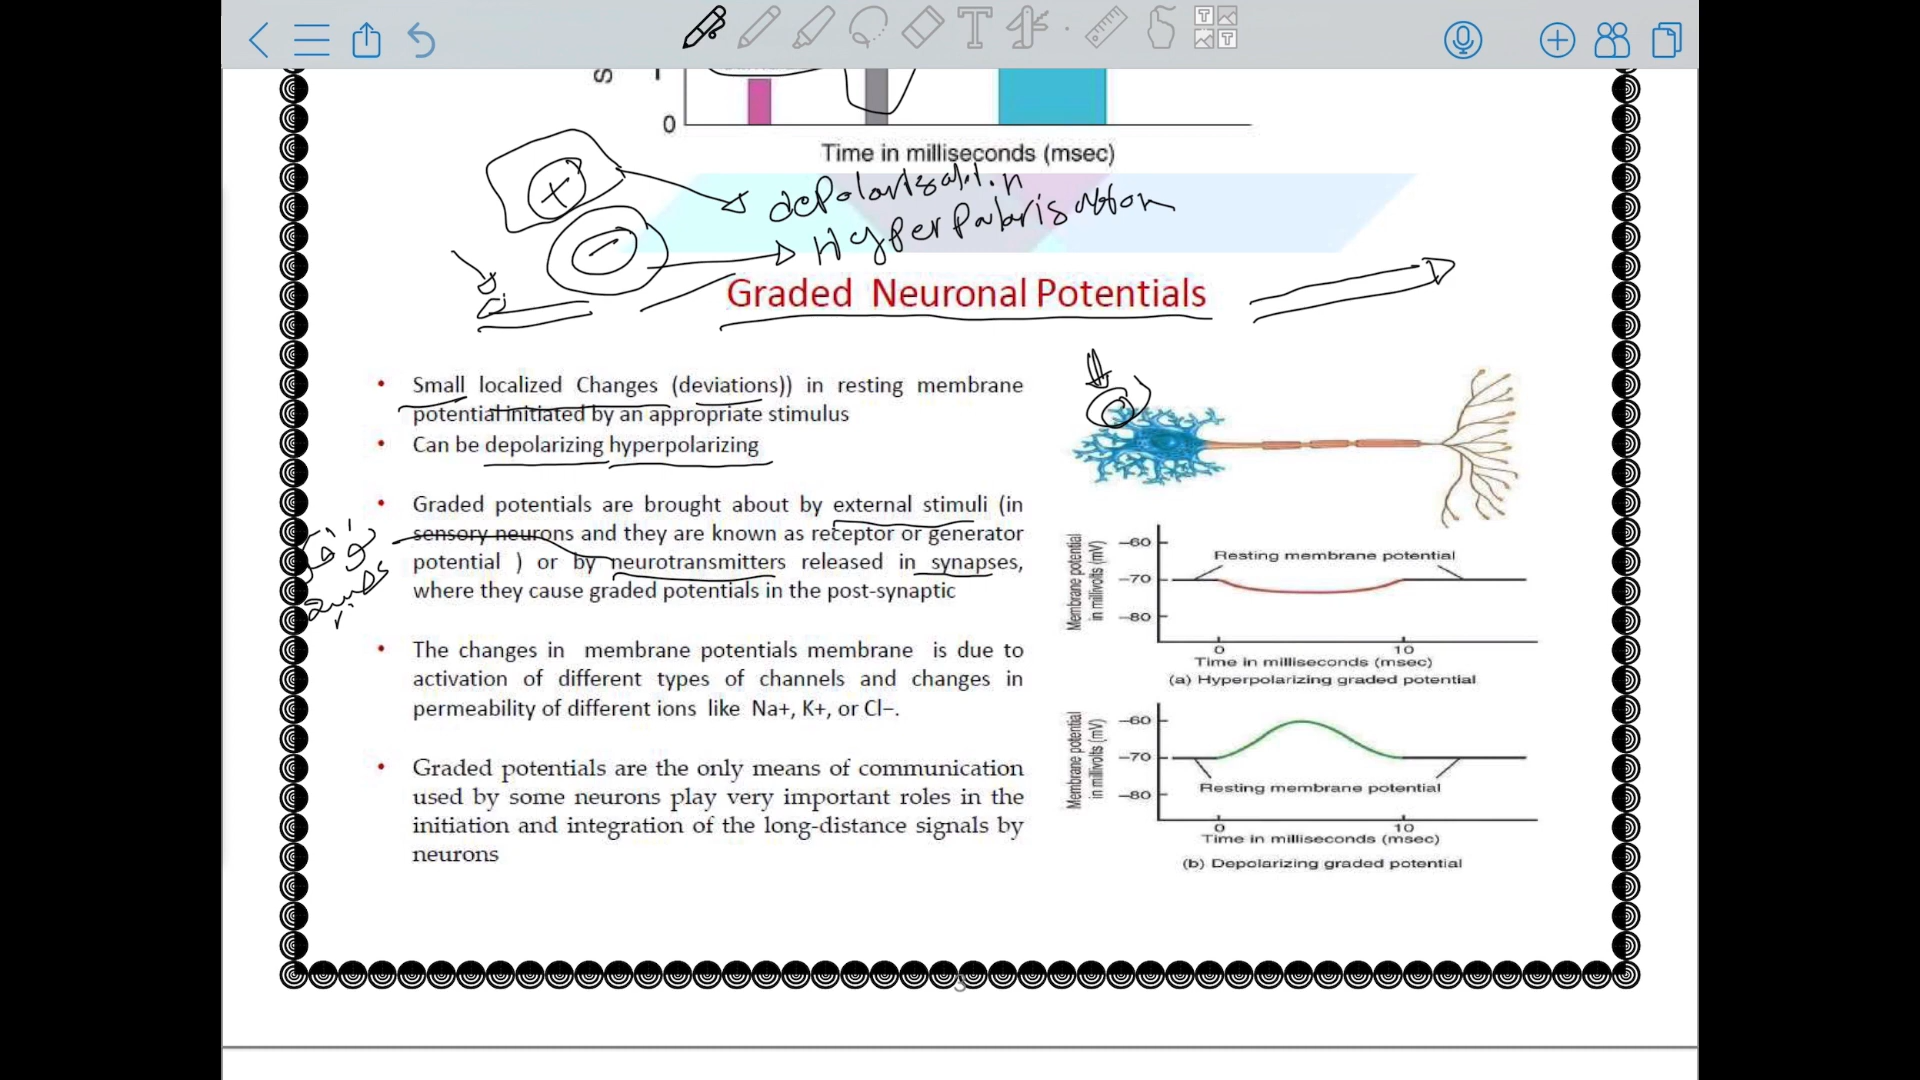 S
0
Time in milliseconds (msec)
+
depolarisation
−
Hyperpolarisation
Graded Neuronal Potentials
• Small localized Changes (deviations)) in resting membrane
potential initiated by an appropriate stimulus
• Can be depolarizing hyperpolarizing
• Graded potentials are brought about by external stimuli (in
sensory neurons and they are known as receptor or generator
potential ) or by neurotransmitters released in synapses,
where they cause graded potentials in the post-synaptic
• The changes in membrane potentials membrane is due to
activation of different types of channels and changes in
permeability of different ions like Na+, K+, or Cl−.
• Graded potentials are the only means of communication
used by some neurons play very important roles in the
initiation and integration of the long-distance signals by
neurons
Membrane potential
in millivolts (mV)
−60
Resting membrane potential
−70
−80
0 10
Time in milliseconds (msec)
(a) Hyperpolarizing graded potential
Membrane potential
in millivolts (mV)
−60
−70
Resting membrane potential
−80
0 10
Time in milliseconds (msec)
(b) Depolarizing graded potential
3